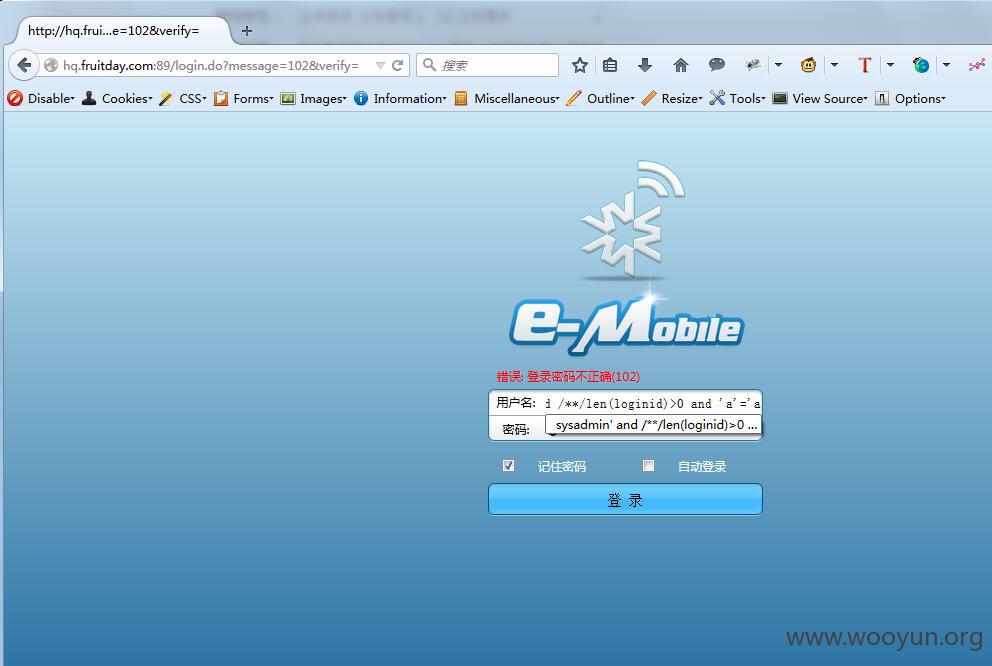 http://hq.frui...e=102&verify=
hq.fruitday.com:89/login.do?message=102&verify=
搜索
Disable
Cookies
CSS
Forms
Images
Information
Miscellaneous
Outline
Resize
Tools
View Source
Options
e-Mobile
错误: 登录密码不正确(102)
用户名: d /**/len(loginid)>0 and 'a'='a
密码:
sysadmin' and /**/len(loginid)>0 ...
记住密码 自动登录
登 录
www.wooyun.org